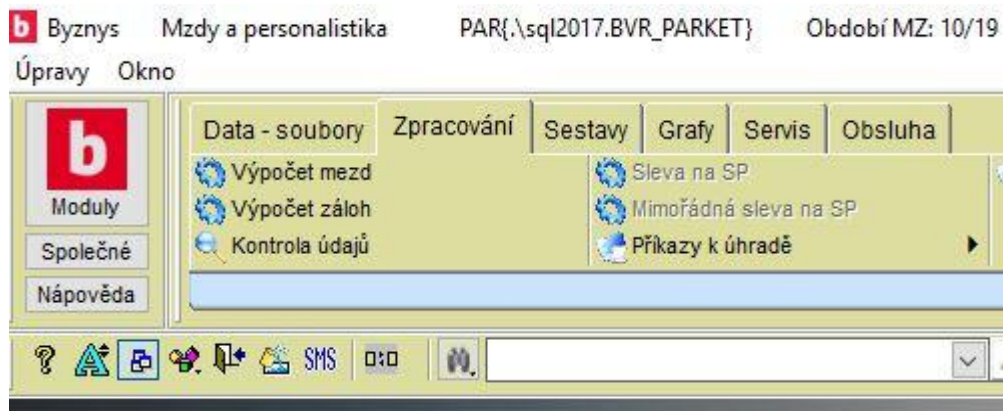 b Byznys Mzdy a personalistika PAR{.\sql2017.BVR_PARKET} Období MZ: 10/19
Úpravy Okno
b
Moduly
Společné
Nápověda
Data - soubory Zpracování Sestavy Grafy Servis Obsluha
Výpočet mezd Sleva na SP
Výpočet záloh Mimořádná sleva na SP
Kontrola údajů Příkazy k úhradě
? A SMS